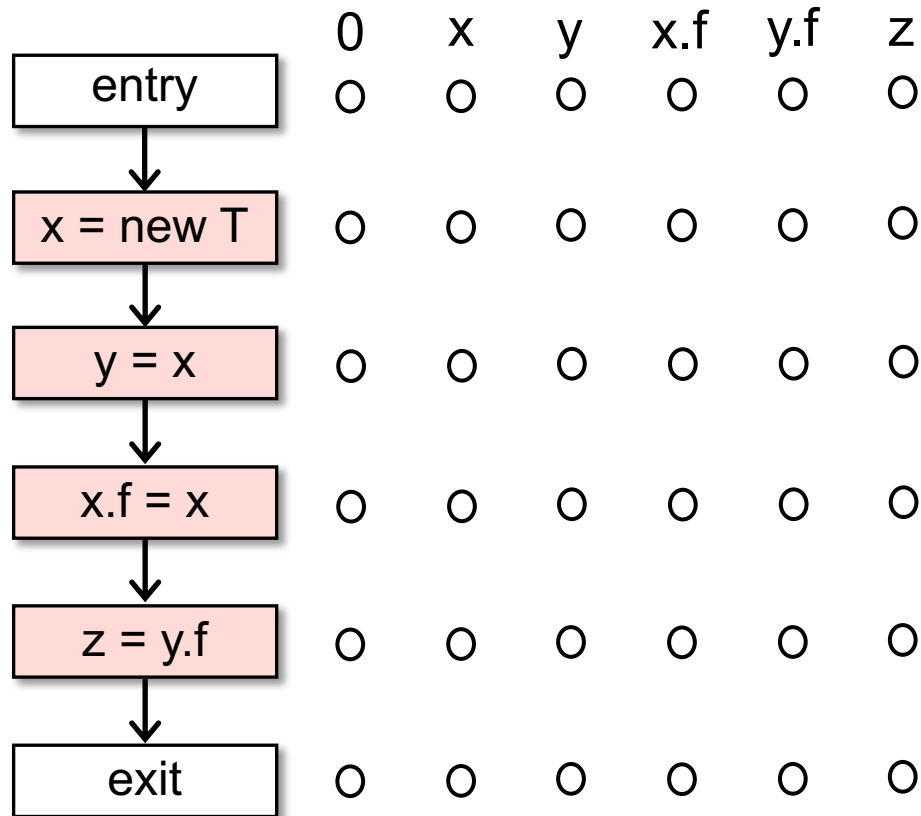 0 x y x.f y.f z
entry
x = new T
y = x
x.f = x
z = y.f
exit